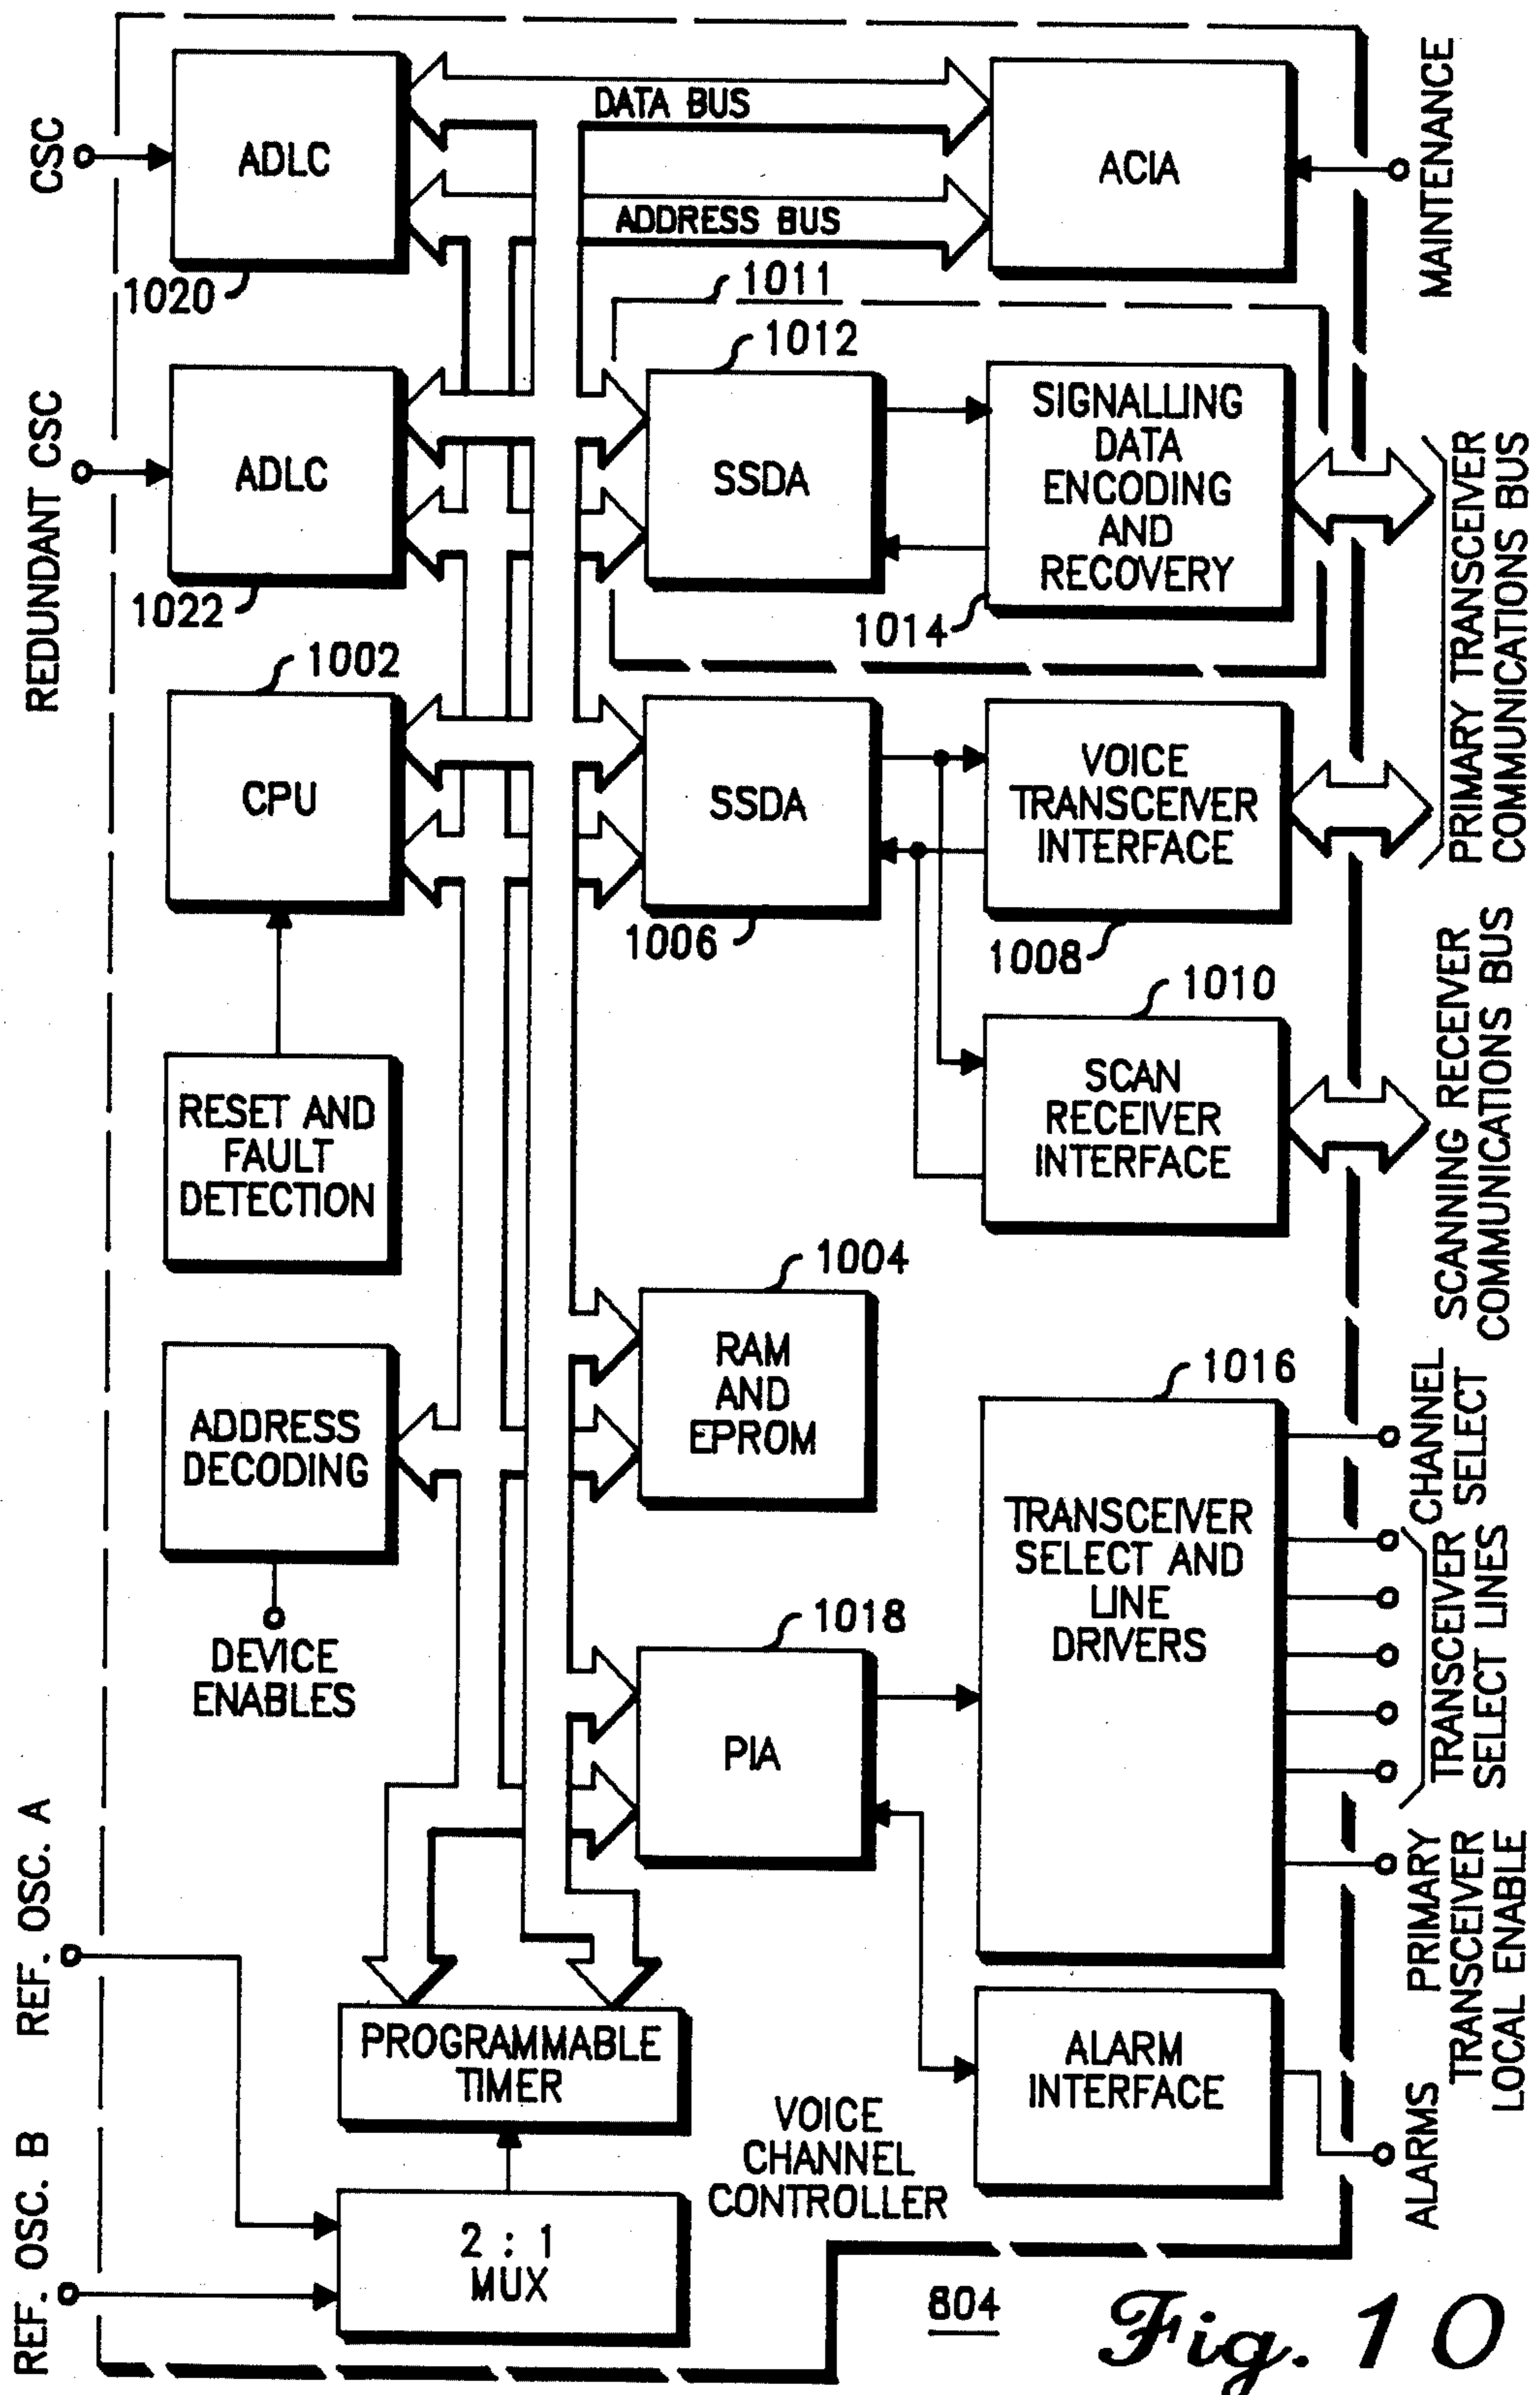 CSC
ADLC
1020
DATA BUS
ADDRESS BUS
ACIA
MAINTENANCE
1011
REDUNDANT CSC
ADLC
1022
1012
SSDA
SIGNALLING
DATA
ENCODING
AND
RECOVERY
1014
PRIMARY TRANSCEIVER
COMMUNICATIONS BUS
1002
CPU
SSDA
1006
VOICE
TRANSCEIVER
INTERFACE
1008
1010
SCAN
RECEIVER
INTERFACE
SCANNING RECEIVER
COMMUNICATIONS BUS
RESET AND
FAULT
DETECTION
1004
RAM
AND
EPROM
ADDRESS
DECODING
DEVICE
ENABLES
1016
TRANSCEIVER
SELECT AND
LINE
DRIVERS
CHANNEL
SELECT
TRANSCEIVER
SELECT LINES
1018
PIA
PRIMARY
TRANSCEIVER
LOCAL ENABLE
REF. OSC. A
PROGRAMMABLE
TIMER
ALARM
INTERFACE
ALARMS
REF. OSC. B
2 : 1
MUX
VOICE
CHANNEL
CONTROLLER
804
Fig. 10